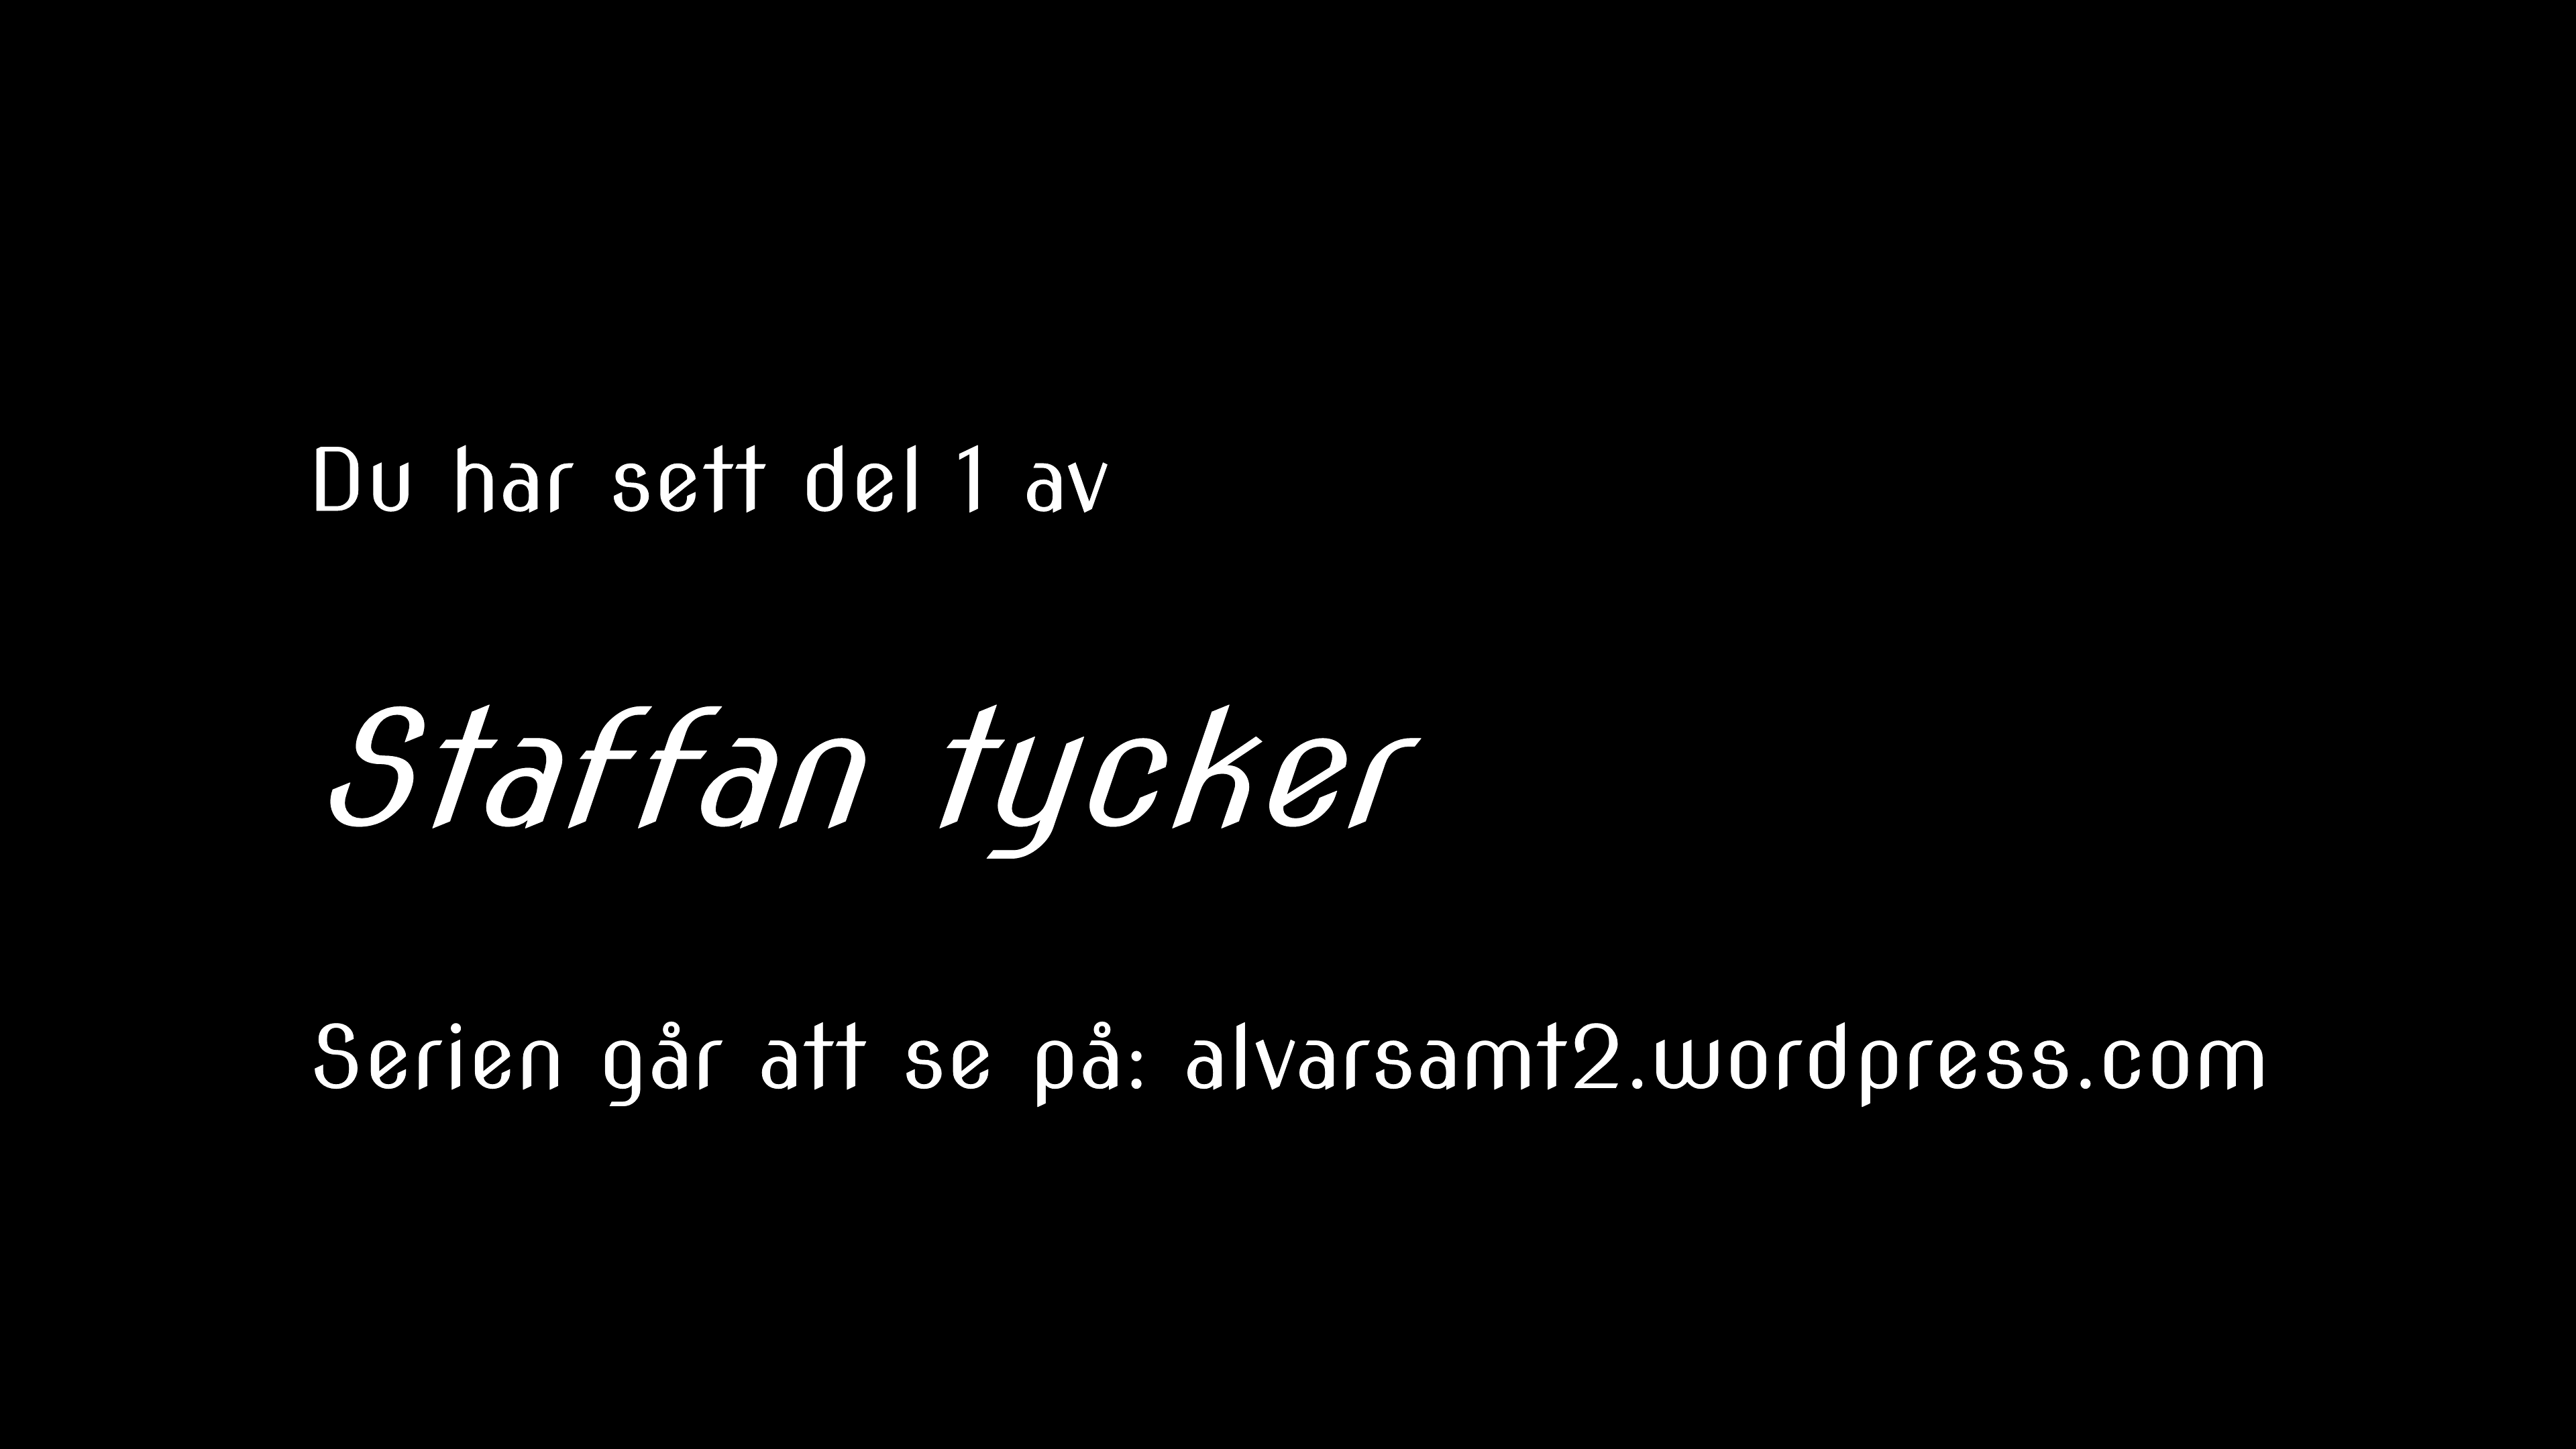 Du har sett del 1 av
Staffan tycker
Serien går att se på: alvarsamt2.wordpress.com